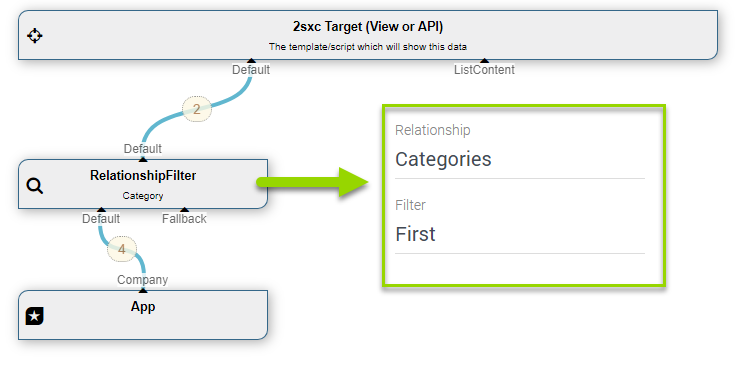 2sxc Target (View or API)
The template/script which will show this data
Default
ListContent
2
Default
RelationshipFilter
Category
Default
Fallback
4
Company
App
Relationship
Categories
Filter
First